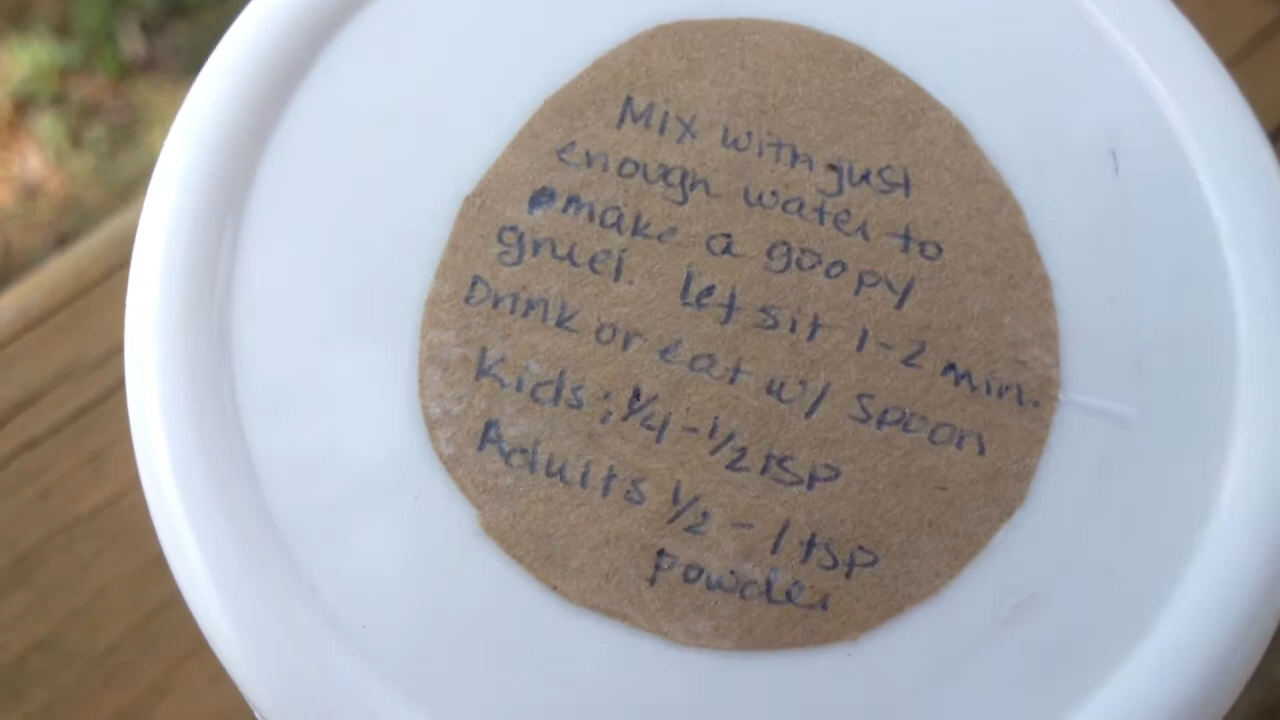 Mix with just
enough water to
make a goopy
gruel. Let sit 1-2 min.
Drink or eat w/ spoon
Kids: 1/4 - 1/2 tsp
Adults 1/2 - 1 tsp
powder